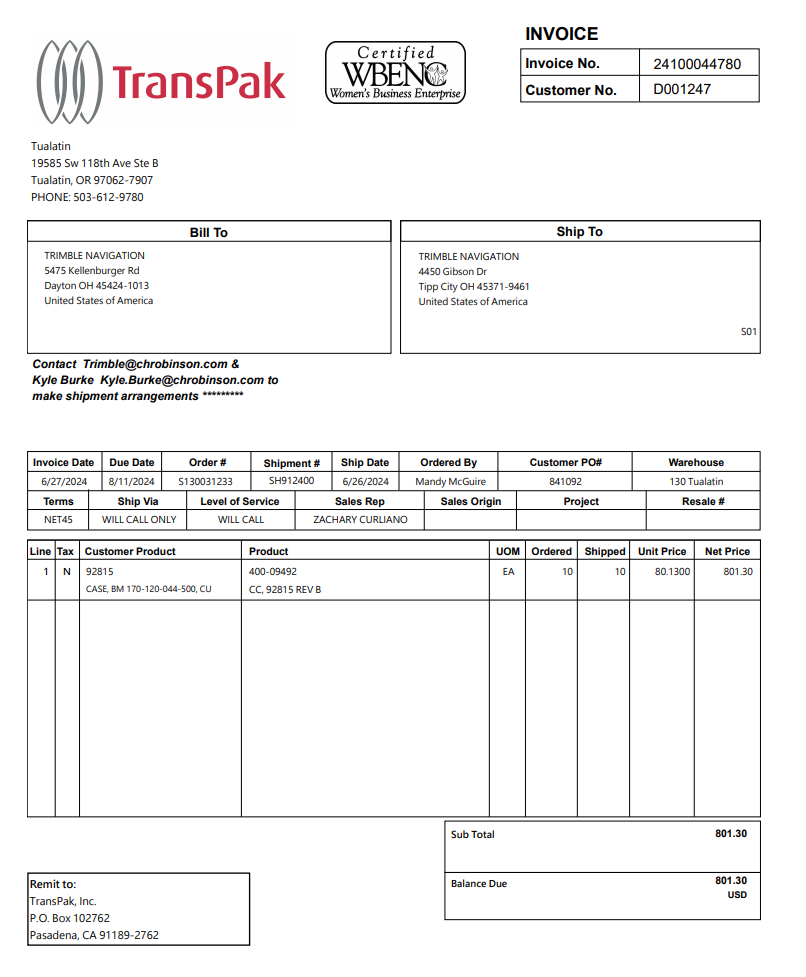 TransPak
Certified
WBENC
Women's Business Enterprise
INVOICE
Invoice No. 24100044780
Customer No. D001247
Tualatin
19585 Sw 118th Ave Ste B
Tualatin, OR 97062-7907
PHONE: 503-612-9780
Bill To
TRIMBLE NAVIGATION
5475 Kellenburger Rd
Dayton OH 45424-1013
United States of America
Ship To
TRIMBLE NAVIGATION
4450 Gibson Dr
Tipp City OH 45371-9461
United States of America
S01
Contact Trimble@chrobinson.com &
Kyle Burke Kyle.Burke@chrobinson.com to
make shipment arrangements *********
Invoice Date Due Date Order # Shipment # Ship Date Ordered By Customer PO# Warehouse
6/27/2024 8/11/2024 S130031233 SH912400 6/26/2024 Mandy McGuire 841092 130 Tualatin
Terms Ship Via Level of Service Sales Rep Sales Origin Project Resale #
NET45 WILL CALL ONLY WILL CALL ZACHARY CURLIANO
Line Tax Customer Product Product UOM Ordered Shipped Unit Price Net Price
1 N 92815 400-09492 EA 10 10 80.1300 801.30
CASE, BM 170-120-044-500, CU CC, 92815 REV B
Sub Total 801.30
Balance Due 801.30
USD
Remit to:
TransPak, Inc.
P.O. Box 102762
Pasadena, CA 91189-2762